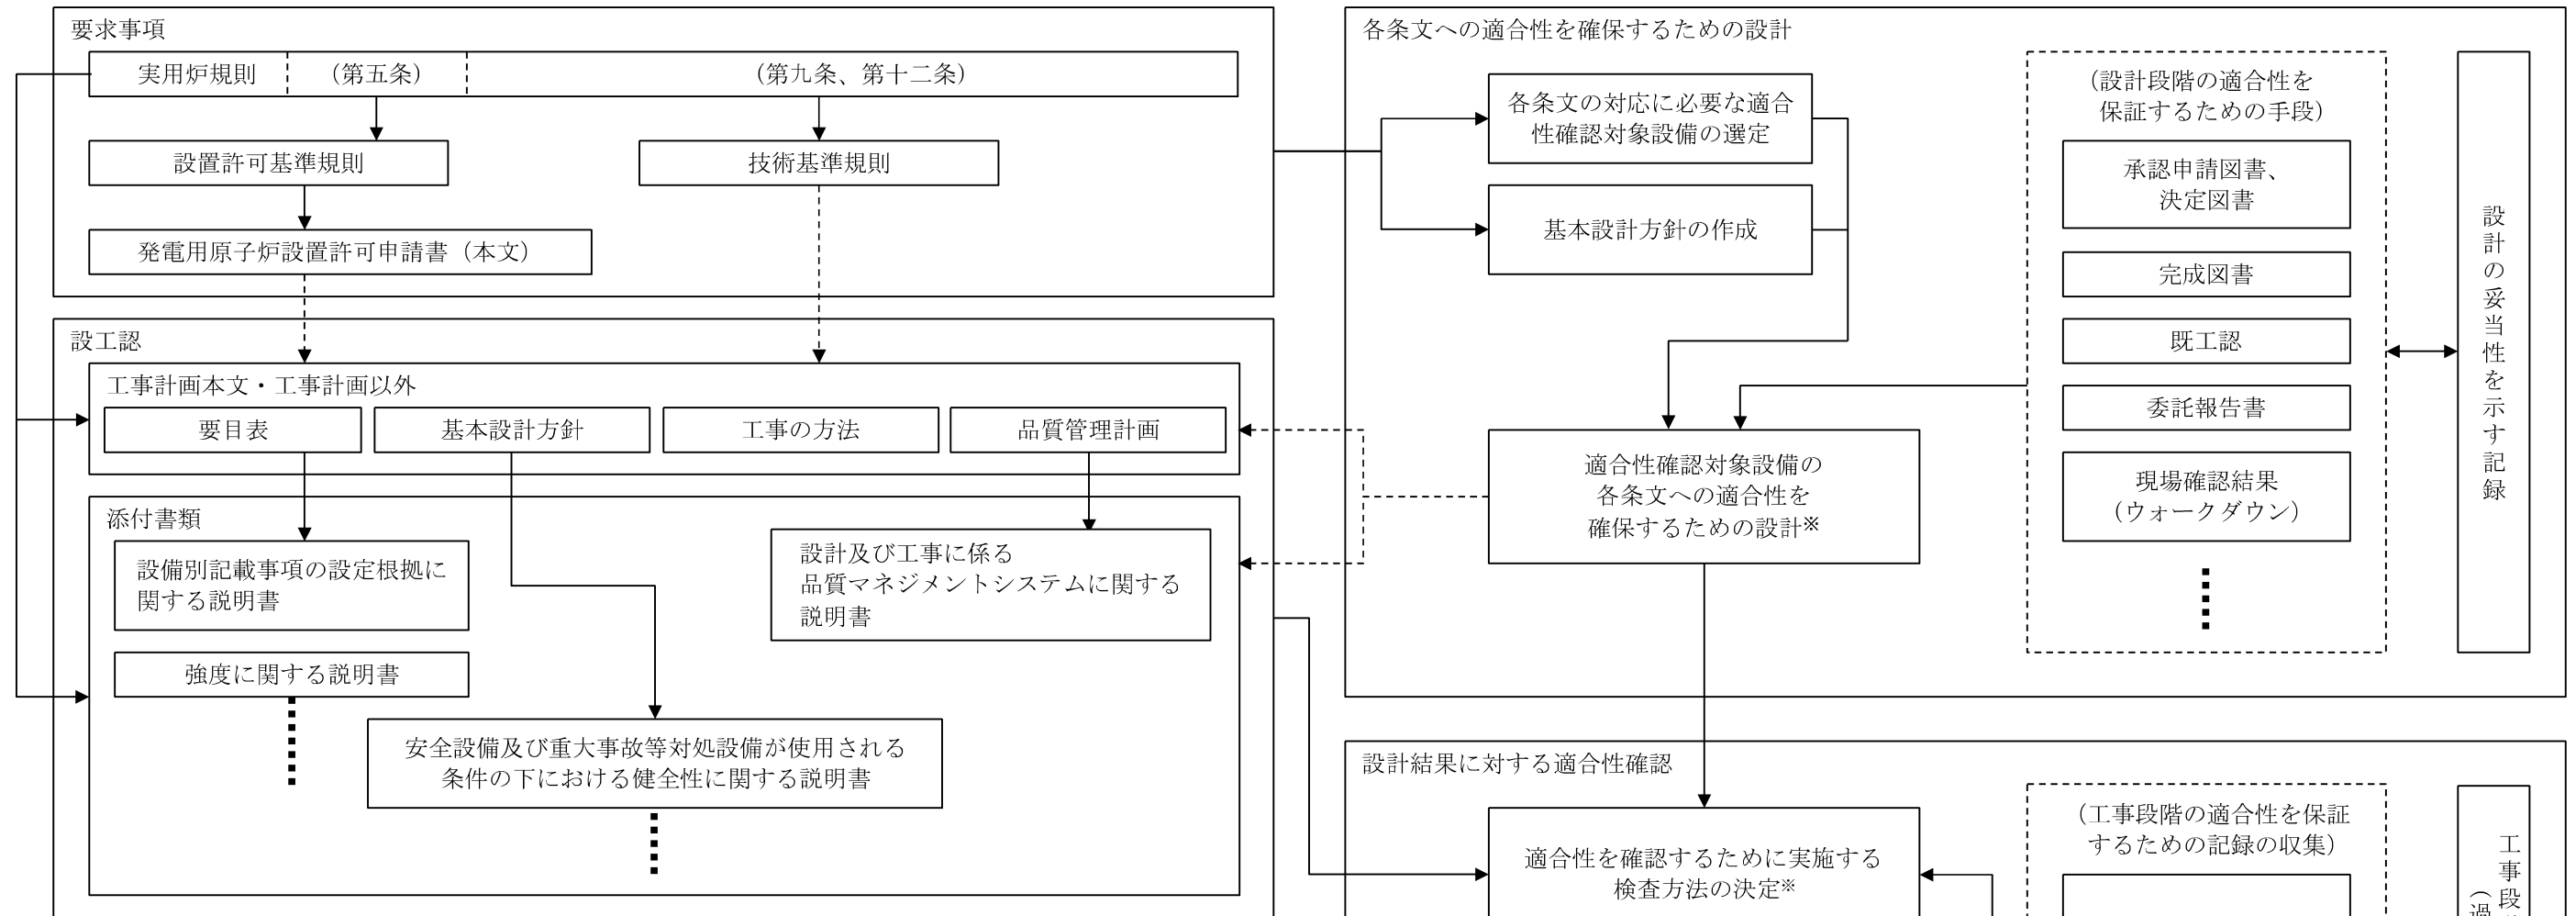 要求事項
実用炉規則
（第五条）
（第九条、第十二条）
設置許可基準規則
技術基準規則
発電用原子炉設置許可申請書（本文）
設工認
工事計画本文・工事計画以外
要目表
基本設計方針
工事の方法
品質管理計画
添付書類
設備別記載事項の設定根拠に
関する説明書
設計及び工事に係る
品質マネジメントシステムに関する
説明書
強度に関する説明書
安全設備及び重大事故等対処設備が使用される
条件の下における健全性に関する説明書
各条文への適合性を確保するための設計
各条文の対応に必要な適合
性確認対象設備の選定
基本設計方針の作成
適合性確認対象設備の
各条文への適合性を
確保するための設計※
（設計段階の適合性を
保証するための手段）
承認申請図書、
決定図書
完成図書
既工認
委託報告書
現場確認結果
（ウォークダウン）
設計の妥当性を示す記録
設計結果に対する適合性確認
適合性を確認するために実施する
検査方法の決定※
（工事段階の適合性を保証
するための記録の収集）
工事段
（過